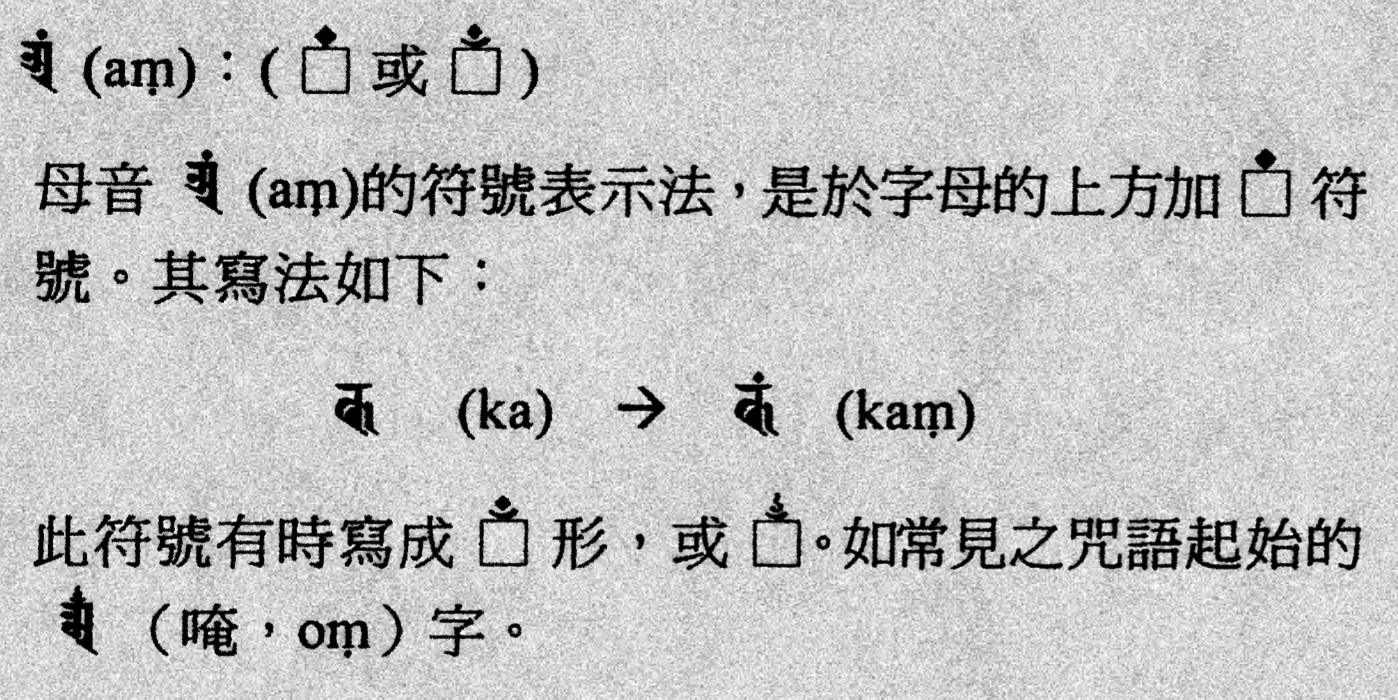 𑖀𑖽 (aṃ)：( □ 或 □ )
母音 𑖀𑖽 (aṃ)的符號表示法，是於字母的上方加 □ 符
號。其寫法如下：
𑖎 (ka) → 𑖎𑖽 (kaṃ)
此符號有時寫成 □ 形，或 □。如常見之咒語起始的
（唵，oṃ）字。